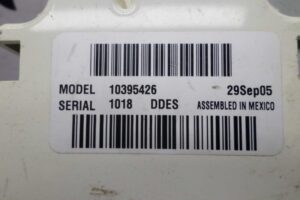 MODEL 10395426 29Sep05
SERIAL 1018 DDES ASSEMBLED IN MEXICO